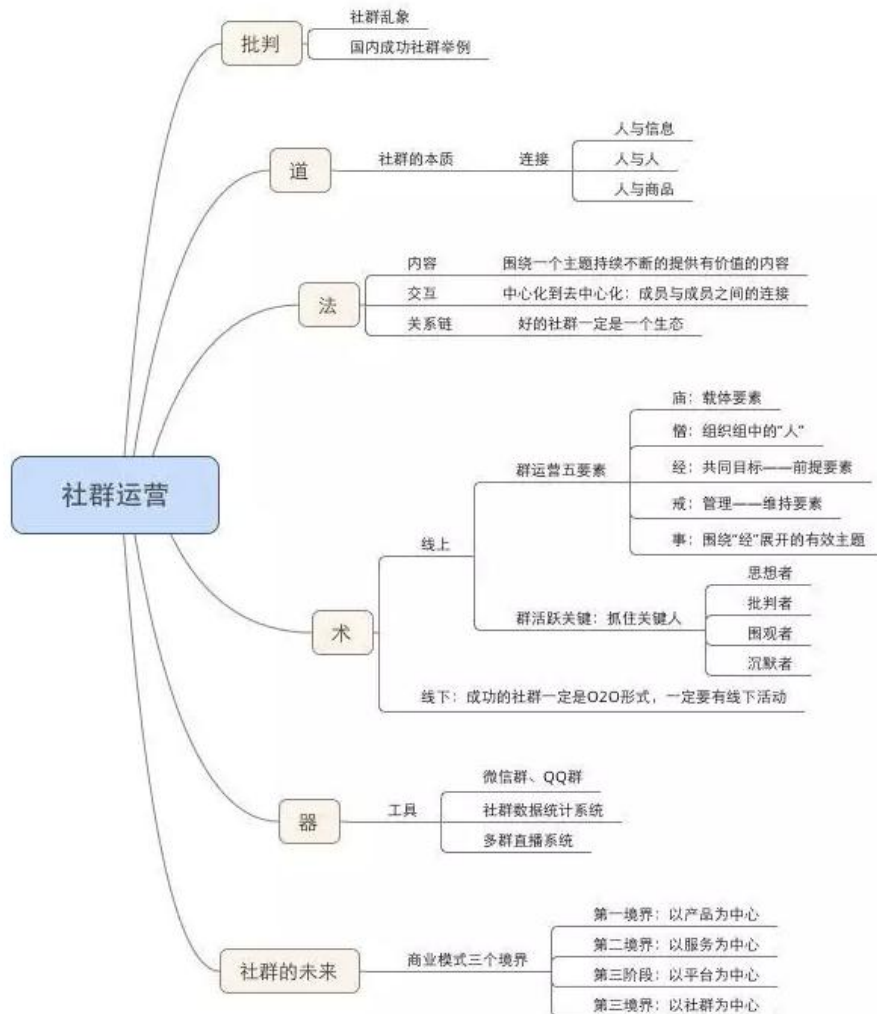 社群乱象
批判
国内成功社群举例
人与信息
道
社群的本质
连接
人与人
人与商品
内容
围绕一个主题持续不断的提供有价值的内容
法
交互
中心化到去中心化：成员与成员之间的连接
关系链
好的社群一定是一个生态
社群运营
庙：载体要素
僧：组织组中的“人”
群运营五要素
经：共同目标——前提要素
戒：管理——维持要素
事：围绕“经”展开的有效主题
线上
思想者
批判者
群活跃关键：抓住关键人
围观者
沉默者
术
线下：成功的社群一定是O2O形式，一定要有线下活动
微信群、QQ群
器
工具
社群数据统计系统
多群直播系统
第一境界：以产品为中心
第二境界：以服务为中心
社群的未来
商业模式三个境界
第三阶段：以平台为中心
第三境界：以社群为中心